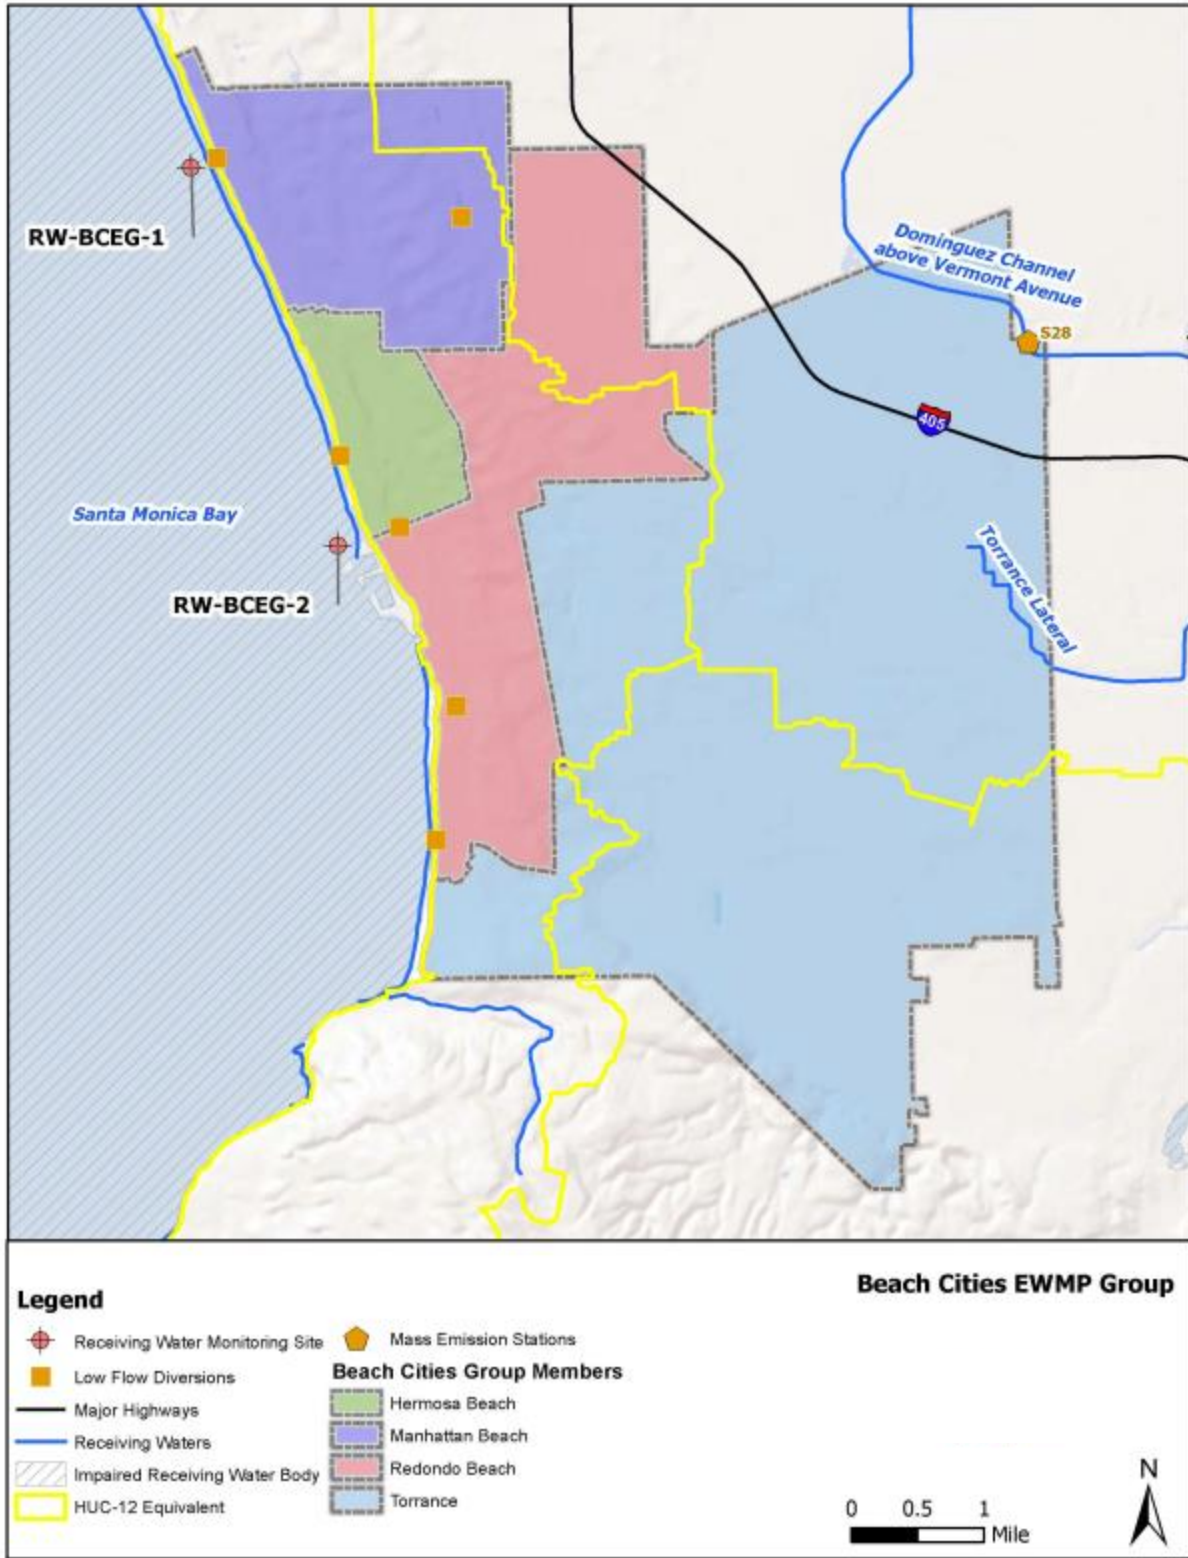 RW-BCEG-1
Dominguez Channel
above Vermont Avenue
S28
405
Santa Monica Bay
Torrance Lateral
RW-BCEG-2
Beach Cities EWMP Group
Legend
Receiving Water Monitoring Site
Low Flow Diversions
Major Highways
Receiving Waters
Impaired Receiving Water Body
HUC-12 Equivalent
Mass Emission Stations
Beach Cities Group Members
Hermosa Beach
Manhattan Beach
Redondo Beach
Torrance
N
0 0.5 1
Mile